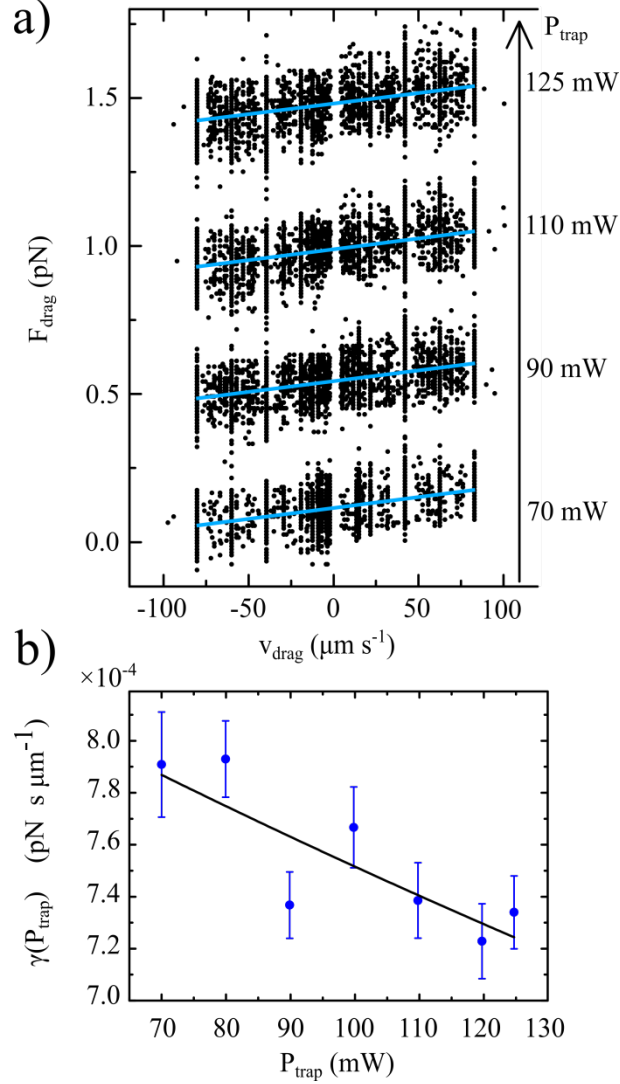 a)
P_trap
125 mW
110 mW
90 mW
70 mW
F_drag (pN)
1.5
1.0
0.5
0.0
-100 -50 0 50 100
v_drag (μm s⁻¹)
b)
×10⁻⁴
γ(P_trap) (pN s μm⁻¹)
8.0
7.8
7.6
7.4
7.2
7.0
70 80 90 100 110 120 130
P_trap (mW)